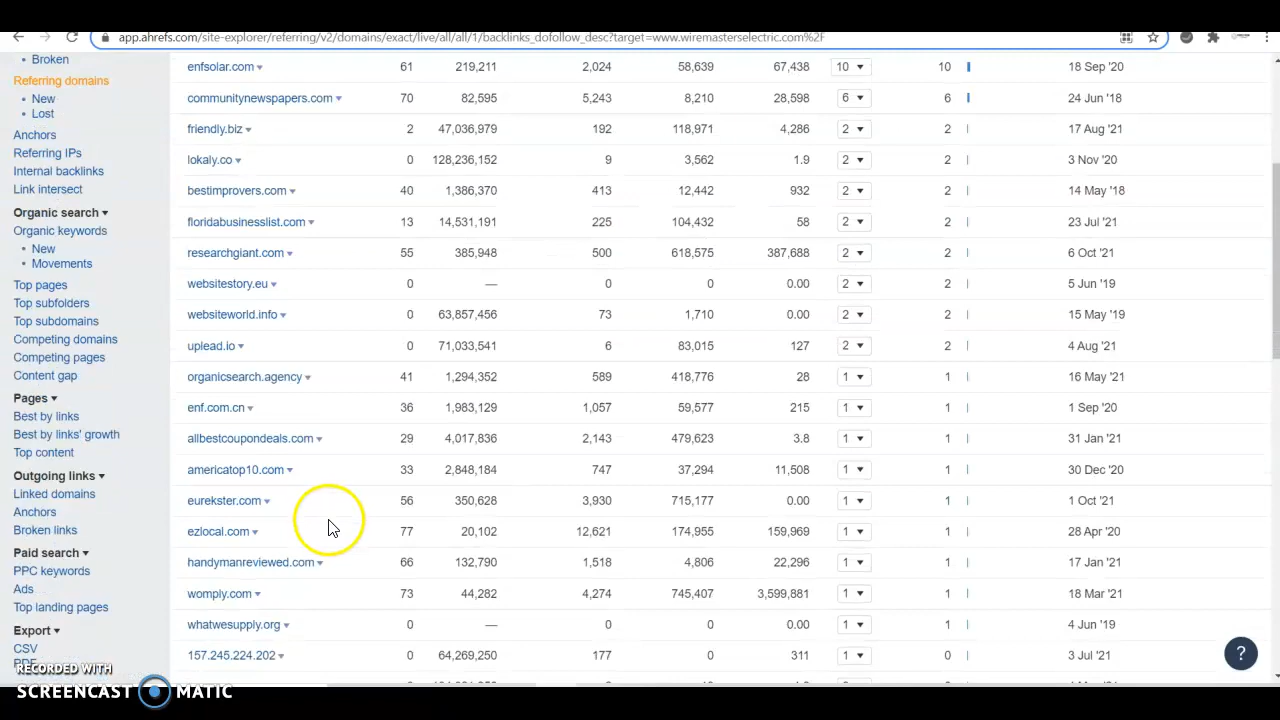 app.ahrefs.com/site-explorer/referring/v2/domains/exact/live/all/all/1/backlinks_dofollow_desc?target=www.wiremasterselectric.com%2F
Broken
Referring domains
New
Lost
Anchors
Referring IPs
Internal backlinks
Link intersect
Organic search
Organic keywords
New
Movements
Top pages
Top subfolders
Top subdomains
Competing domains
Competing pages
Content gap
Pages
Best by links
Best by links' growth
Top content
Outgoing links
Linked domains
Anchors
Broken links
Paid search
PPC keywords
Ads
Top landing pages
Export
CSV
enfsolar.com 61 219,211 2,024 58,639 67,438 10 10 18 Sep '20
communitynewspapers.com 70 82,595 5,243 8,210 28,598 6 6 24 Jun '18
friendly.biz 2 47,036,979 192 118,971 4,286 2 2 17 Aug '21
lokaly.co 0 128,236,152 9 3,562 1.9 2 2 3 Nov '20
bestimprovers.com 40 1,386,370 413 12,442 932 2 2 14 May '18
floridabusinesslist.com 13 14,531,191 225 104,432 58 2 2 23 Jul '21
researchgiant.com 55 385,948 500 618,575 387,688 2 2 6 Oct '21
websitestory.eu 0 — 0 0 0.00 2 2 5 Jun '19
websiteworld.info 0 63,857,456 73 1,710 0.00 2 2 15 May '19
uplead.io 0 71,033,541 6 83,015 127 2 2 4 Aug '21
organicsearch.agency 41 1,294,352 589 418,776 28 1 1 16 May '21
enf.com.cn 36 1,983,129 1,057 59,577 215 1 1 1 Sep '20
allbestcoupondeals.com 29 4,017,836 2,143 479,623 3.8 1 1 31 Jan '21
americatop10.com 33 2,848,184 747 37,294 11,508 1 1 30 Dec '20
eurekster.com 56 350,628 3,930 715,177 0.00 1 1 1 Oct '21
ezlocal.com 77 20,102 12,621 174,955 159,969 1 1 28 Apr '20
handymanreviewed.com 66 132,790 1,518 4,806 22,296 1 1 17 Jan '21
womply.com 73 44,282 4,274 745,407 3,599,881 1 1 18 Mar '21
whatwesupply.org 0 — 0 0 0.00 1 1 4 Jun '19
157.245.224.202 0 64,269,250 177 0 311 1 0 3 Jul '21
?
RECORDED WITH
SCREENCAST MATIC